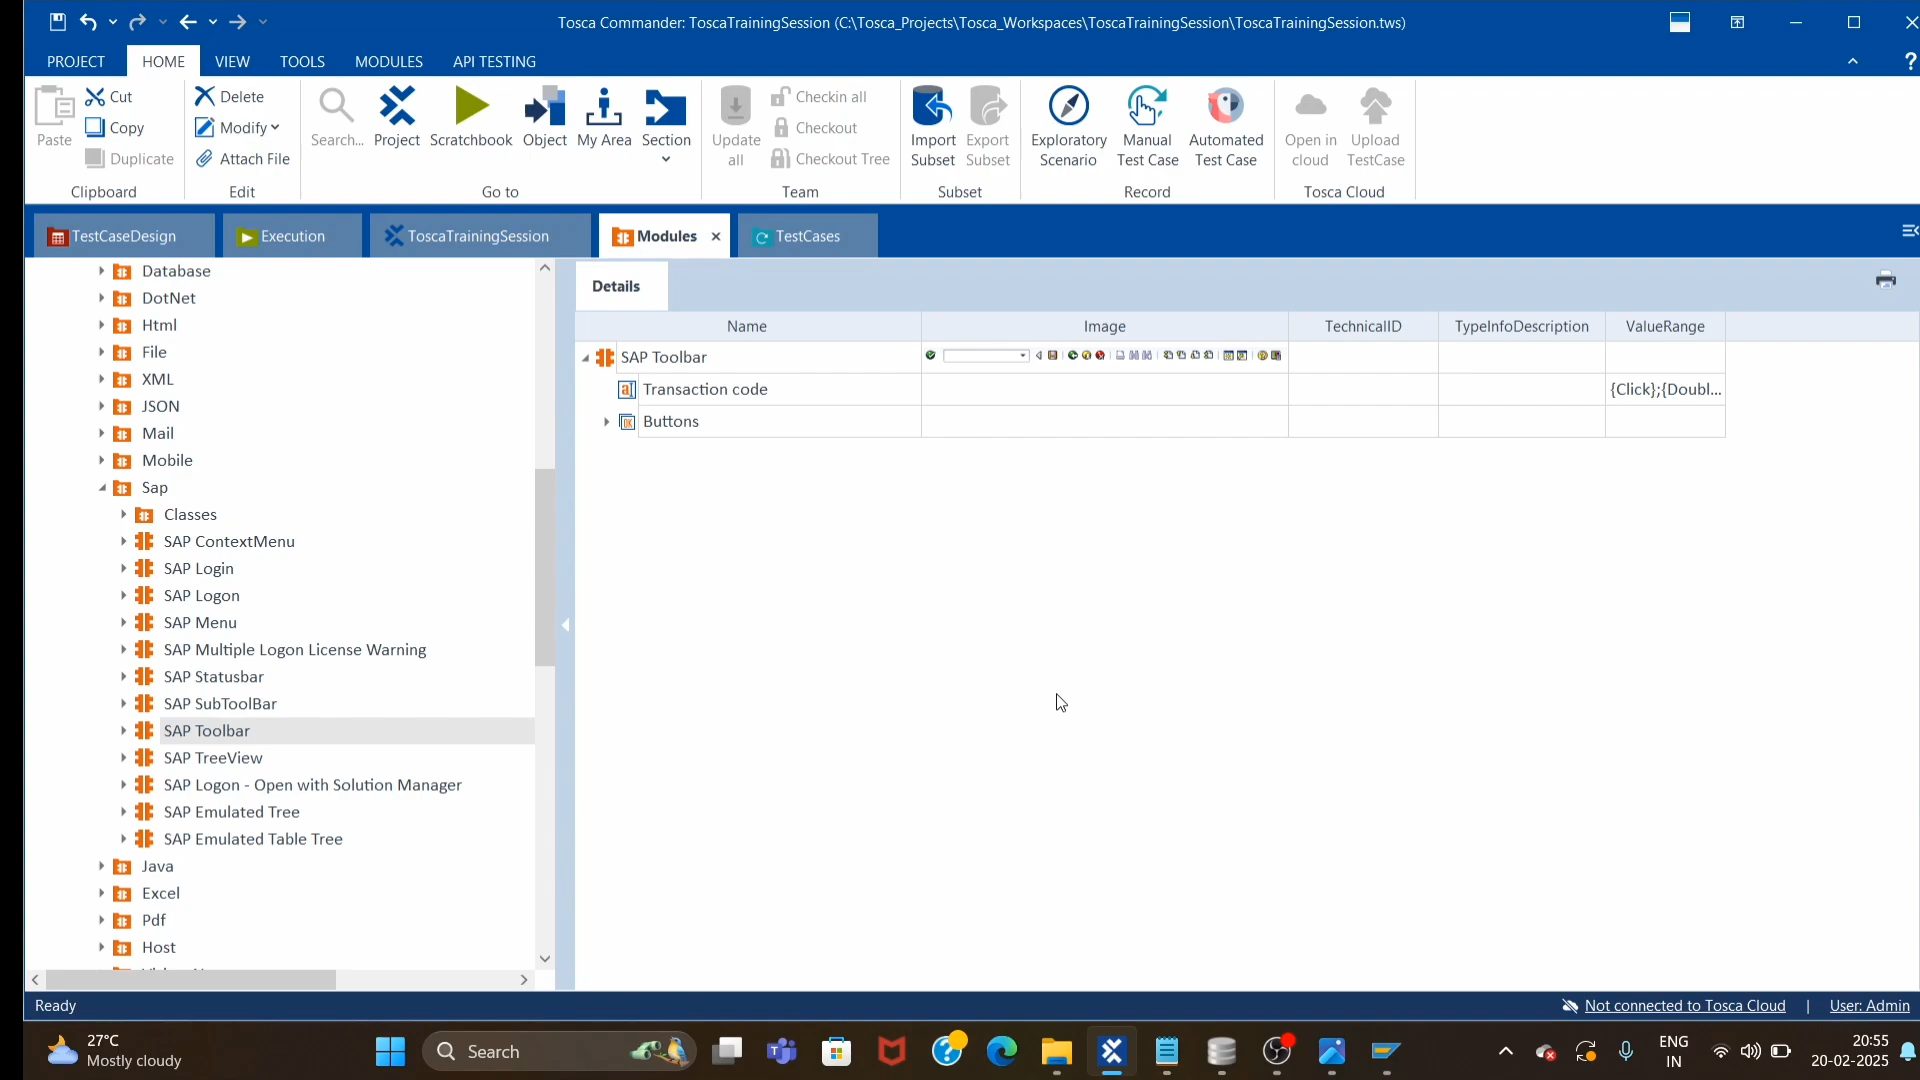 Tosca Commander: ToscaTrainingSession (C:\Tosca_Projects\Tosca_Workspaces\ToscaTrainingSession\ToscaTrainingSession.tws)
PROJECT HOME VIEW TOOLS MODULES API TESTING
?
Paste
Cut
Copy
Duplicate
Clipboard
Delete
Modify
Attach File
Edit
Search...
Project
Scratchbook
Object
My Area
Section
Go to
Update all
Checkin all
Checkout
Checkout Tree
Team
Import Subset
Export Subset
Subset
Exploratory Scenario
Manual Test Case
Automated Test Case
Record
Open in cloud
Upload TestCase
Tosca Cloud
TestCaseDesign Execution ToscaTrainingSession Modules TestCases
Database
DotNet
Html
File
XML
JSON
Mail
Mobile
Sap
Classes
SAP ContextMenu
SAP Login
SAP Logon
SAP Menu
SAP Multiple Logon License Warning
SAP Statusbar
SAP SubToolBar
SAP Toolbar
SAP TreeView
SAP Logon - Open with Solution Manager
SAP Emulated Tree
SAP Emulated Table Tree
Java
Excel
Pdf
Host
Details
Name Image TechnicalID TypeInfoDescription ValueRange
SAP Toolbar
Transaction code {Click};{Doubl...
Buttons
Ready Not connected to Tosca Cloud | User: Admin
27°C
Mostly cloudy
Search
ENG
IN
20:55
20-02-2025